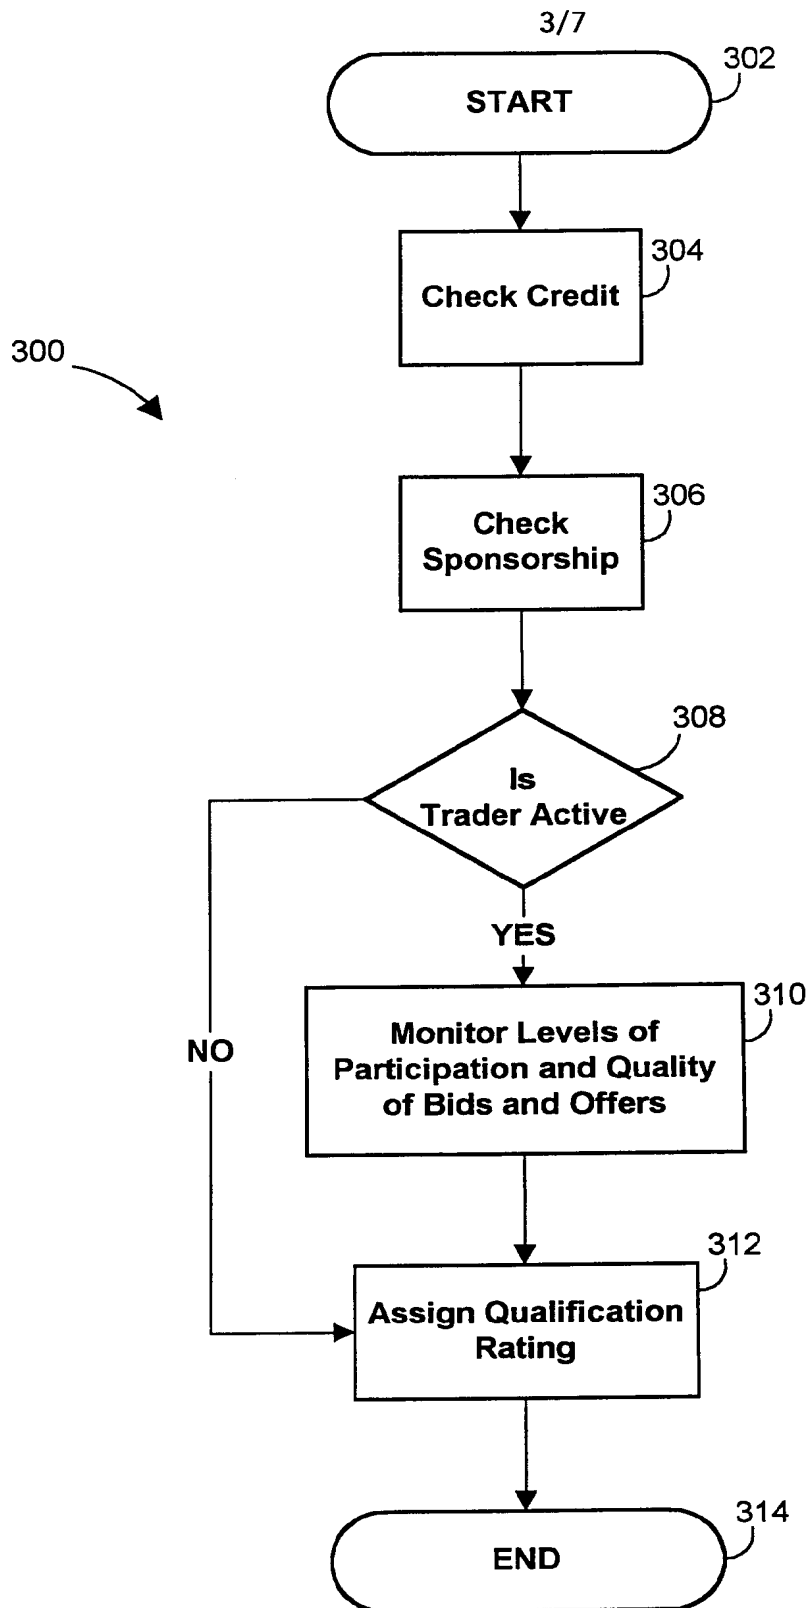 3/7
302
START
304
Check Credit
300
306
Check
Sponsorship
308
Is
Trader Active
YES
310
NO
Monitor Levels of
Participation and Quality
of Bids and Offers
312
Assign Qualification
Rating
314
END